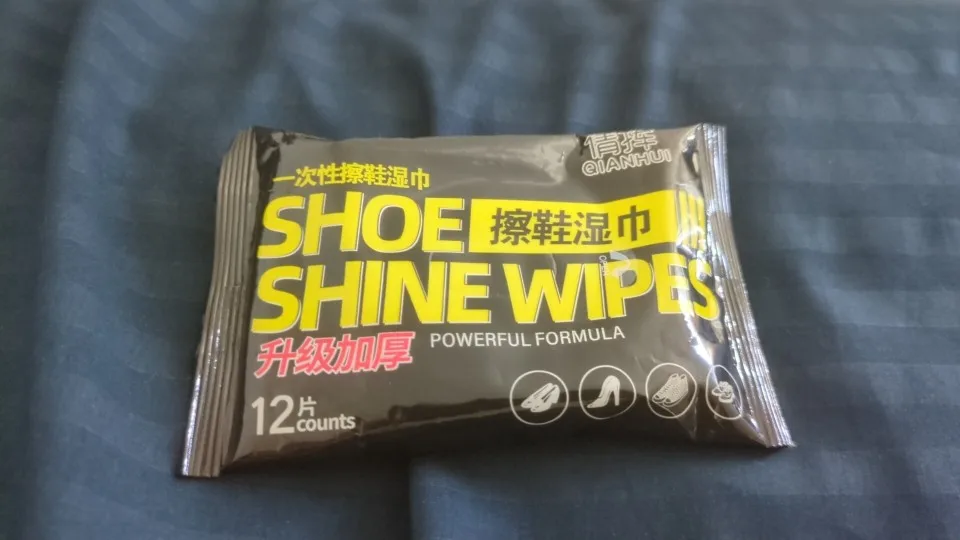 倩挥
QIANHUI
一次性擦鞋湿巾
SHOE 擦鞋湿巾
SHINE WIPES
OPEN
升级加厚 POWERFUL FORMULA
12片
counts